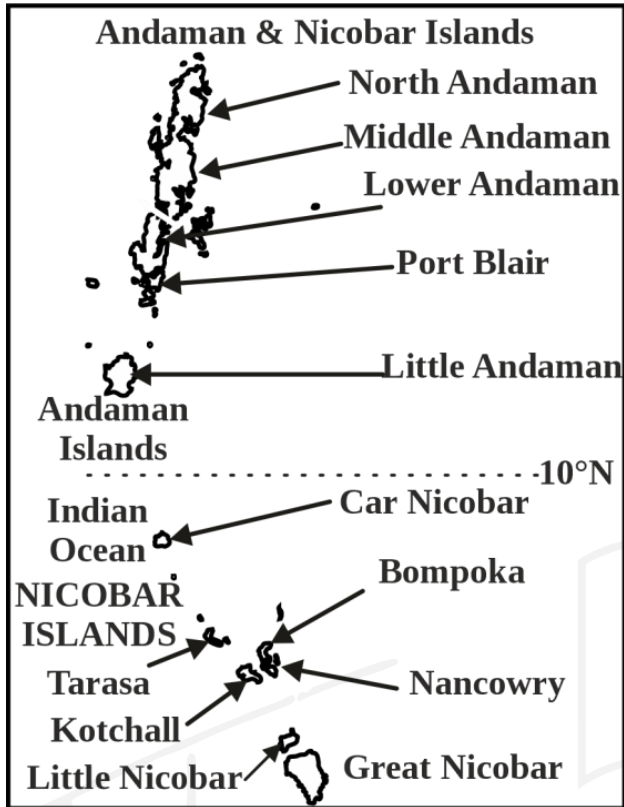 Andaman & Nicobar Islands
North Andaman
Middle Andaman
Lower Andaman
Port Blair
Little Andaman
Andaman
Islands
10°N
Car Nicobar
Indian
Ocean
Bompoka
NICOBAR
ISLANDS
Tarasa
Nancowry
Kotchall
Little Nicobar
Great Nicobar